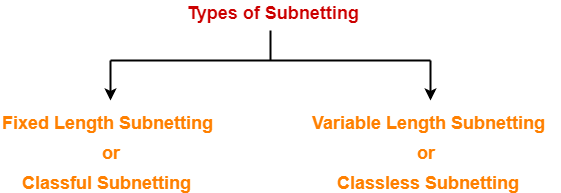 Types of Subnetting
Fixed Length Subnetting
or
Classful Subnetting
Variable Length Subnetting
or
Classless Subnetting